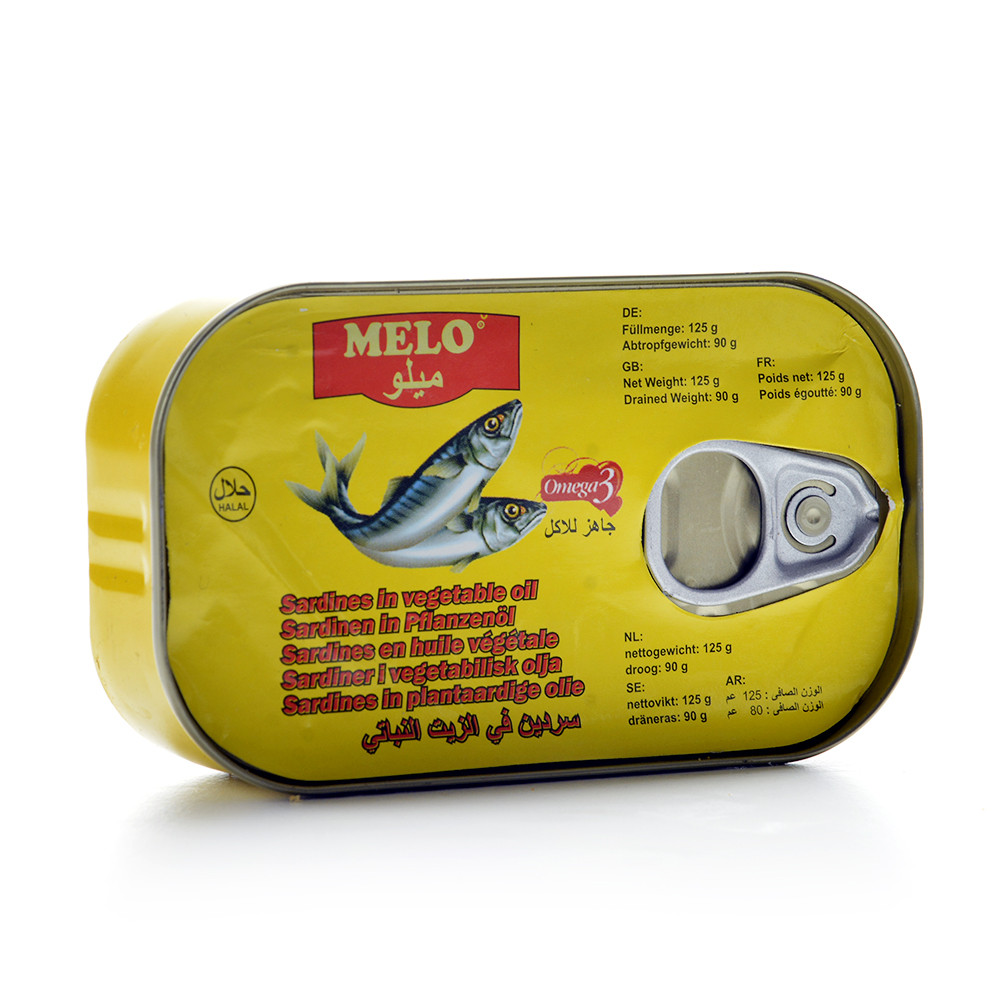 MELO
ميلو
حلال
HALAL
Omega3
جاهز للاكل
Sardines in vegetable oil
Sardinen in Pflanzenöl
Sardines en huile végétale
Sardiner i vegetabilisk olja
Sardines in plantaardige olie
سردين في الزيت النباتي
DE:
Füllmenge: 125 g
Abtropfgewicht: 90 g
GB:
Net Weight: 125 g
Drained Weight: 90 g
FR:
Poids net: 125 g
Poids égoutté: 90 g
NL:
nettogewicht: 125 g
droog: 90 g
SE:
nettovikt: 125 g
dräneras: 90 g
AR:
الوزن الصافى : 125 غم
الوزن الصافى : 80 غم